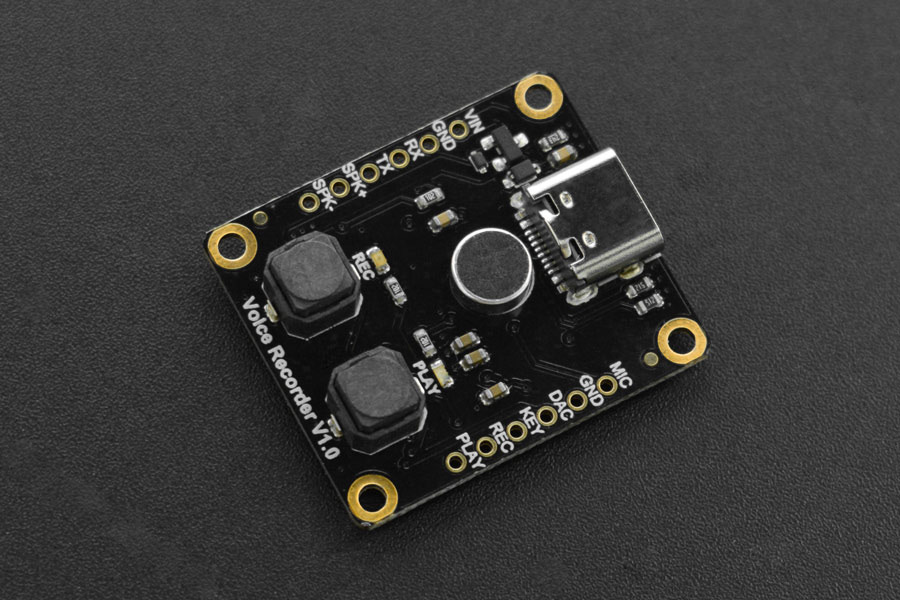 VIN
GND
RX
TX
SPK+
SPK-
REC
PLAY
Voice Recorder V1.0
MIC
GND
DAC
KEY
REC
PLAY